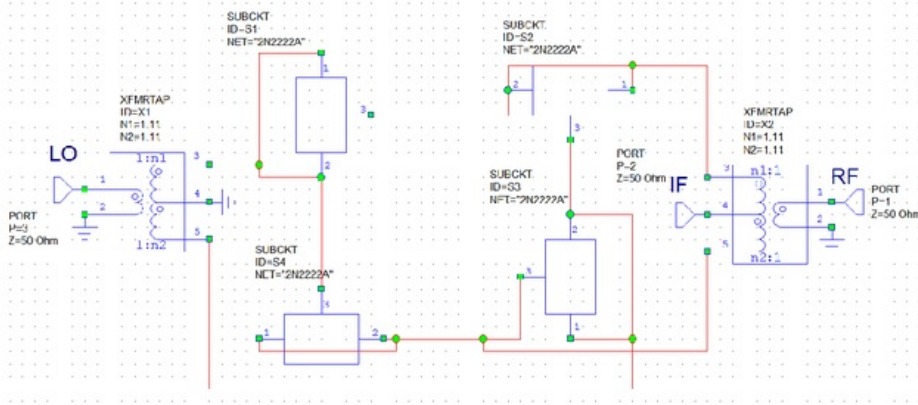 SUBCKT
ID=S1
NET="2N2222A"
1
3
2
SUBCKT
ID=S2
NET="2N2222A"
2
1
3
XFMRTAP
ID=X1
N1=1.11
N2=1.11
LO
1:n1
3
1
4
2
5
1:n2
PORT
P=3
Z=50 Ohm
SUBCKT
ID=S4
NET="2N2222A"
3
1
2
SUBCKT
ID=S3
NET="2N2222A"
2
3
1
PORT
P=2
Z=50 Ohm
IF
XFMRTAP
ID=X2
N1=1.11
N2=1.11
3
n1:1
4
1
5
2
n2:1
RF
PORT
P=1
Z=50 Ohm